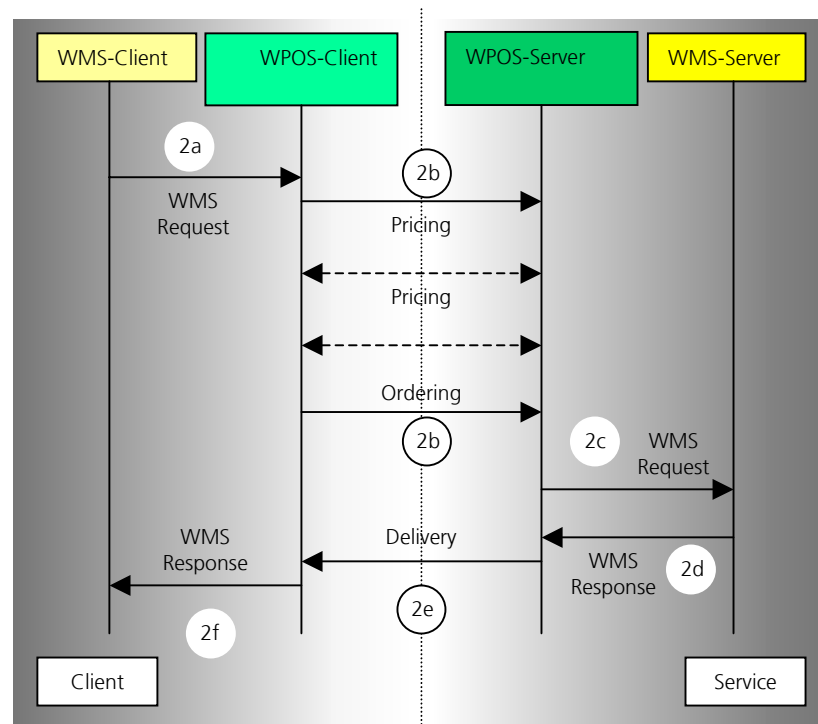 WMS-Client
WPOS-Client
WPOS-Server
WMS-Server
2a
2b
WMS
Request
Pricing
Pricing
Ordering
2b
2c
WMS
Request
WMS
Response
Delivery
WMS
Response
2d
2e
2f
Client
Service